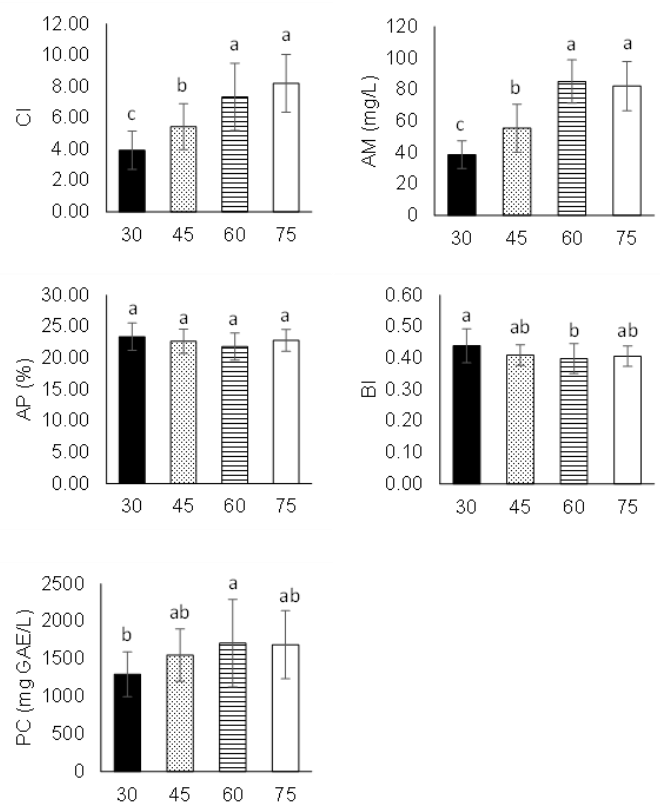 12.00
10.00
8.00
6.00
4.00
2.00
0.00
CI
c
b
a
a
30 45 60 75
120
100
80
60
40
20
0
AM (mg/L)
c
b
a
a
30 45 60 75
30.00
25.00
20.00
15.00
10.00
5.00
0.00
AP (%)
a
a
a
a
30 45 60 75
0.60
0.50
0.40
0.30
0.20
0.10
0.00
BI
a
ab
b
ab
30 45 60 75
2500
2000
1500
1000
500
0
PC (mg GAE/L)
b
ab
a
ab
30 45 60 75